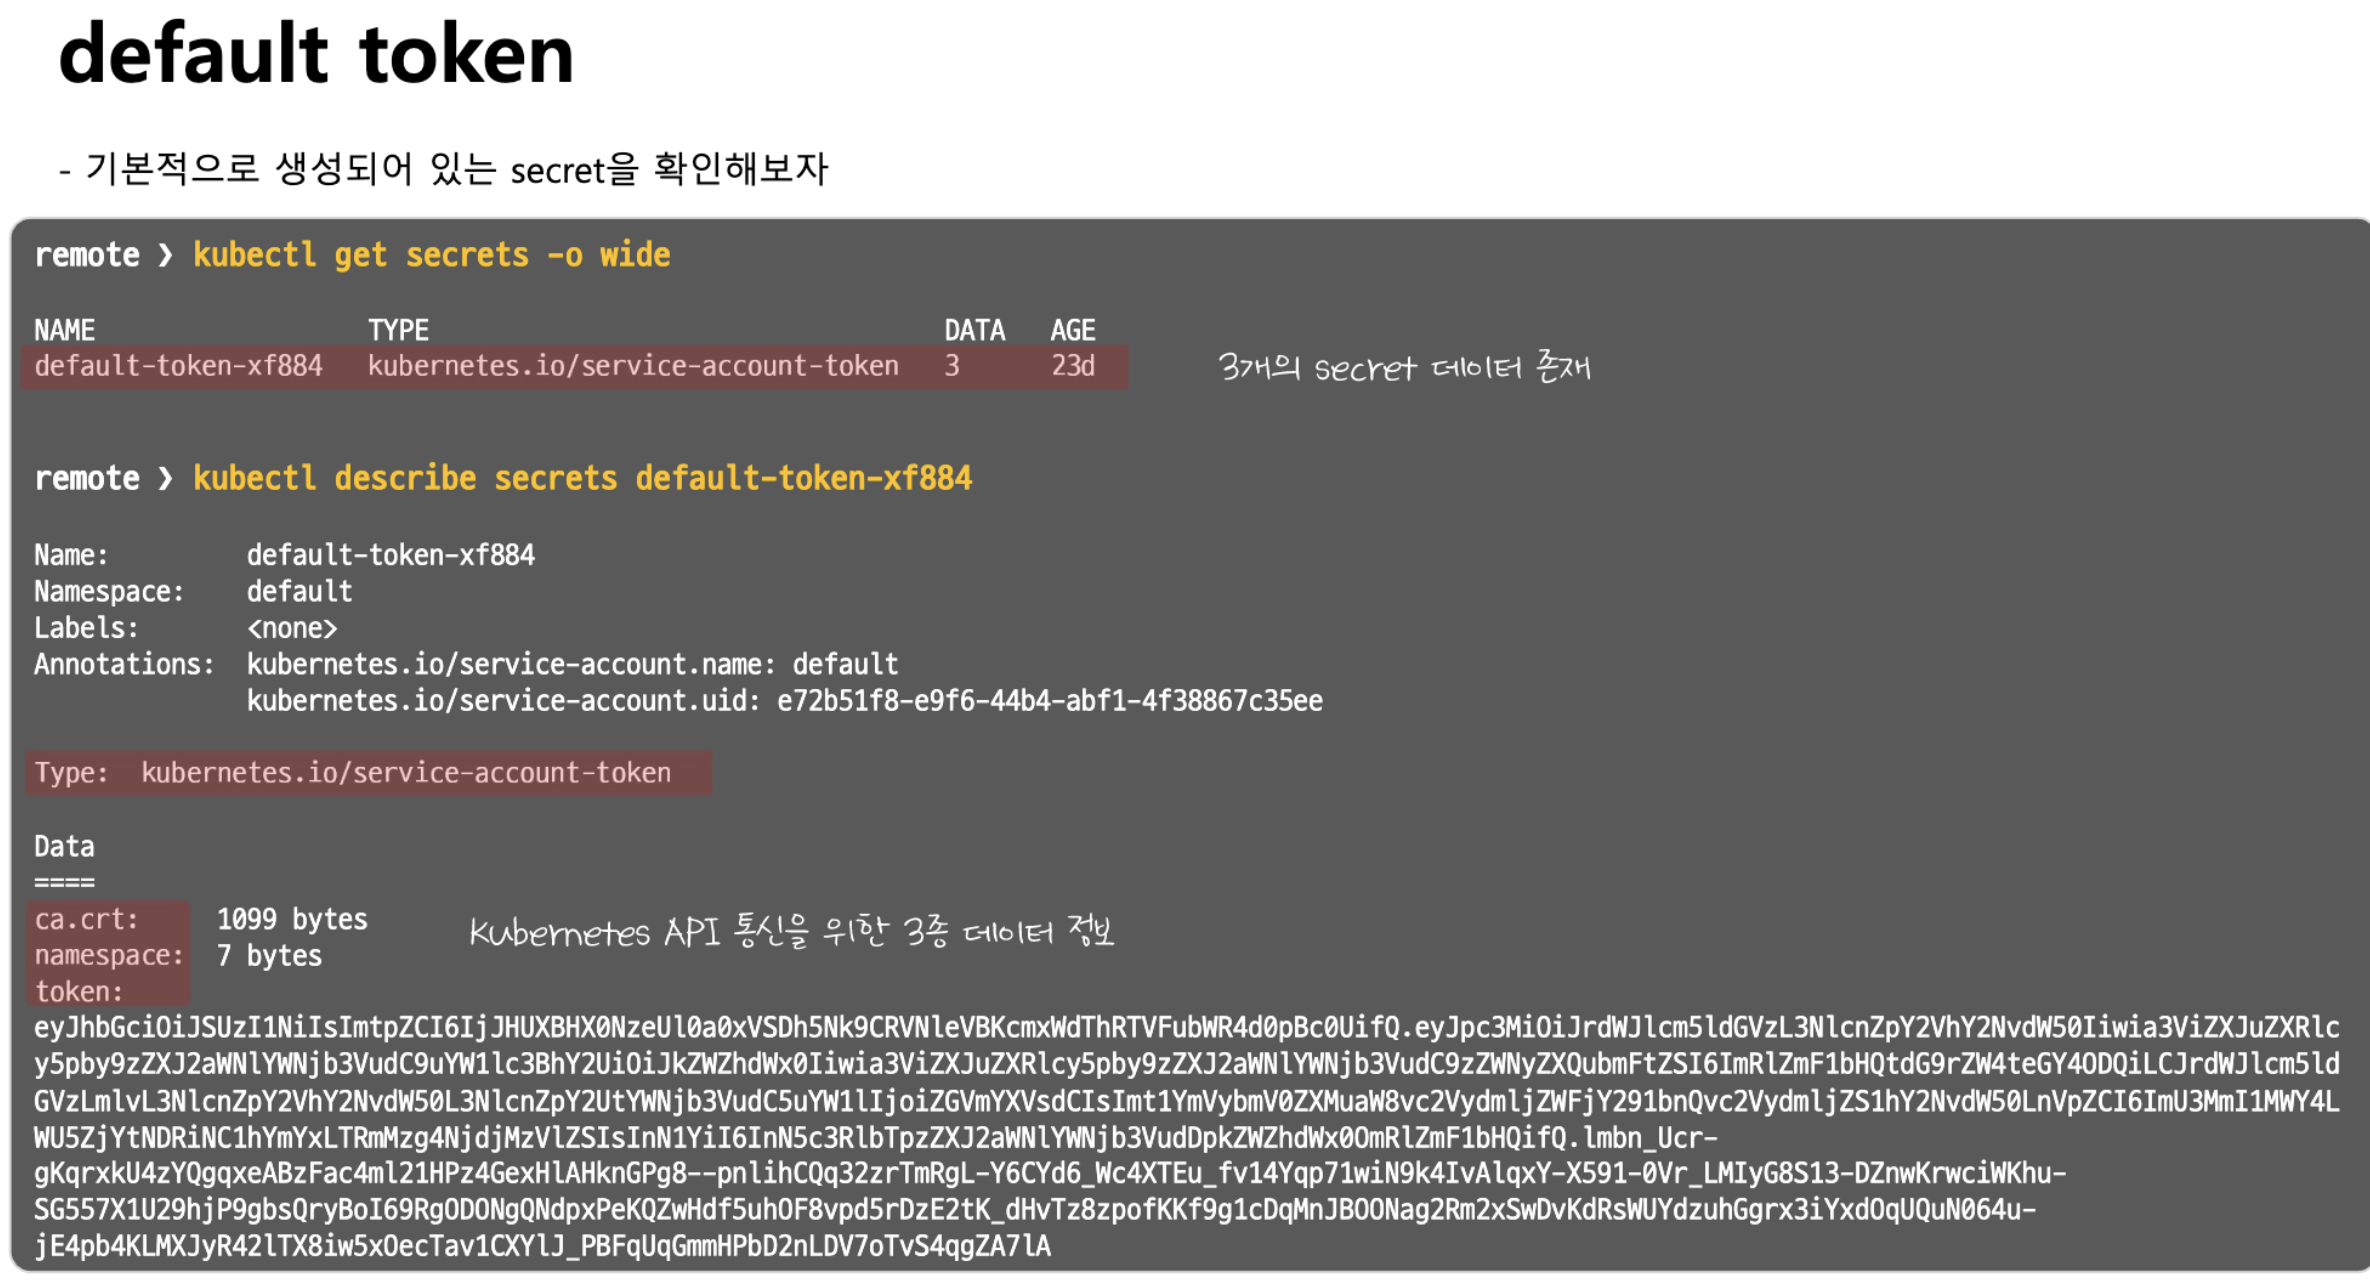 default token
- 기본적으로 생성되어 있는 secret을 확인해보자
remote ❯ kubectl get secrets -o wide
NAME TYPE DATA AGE
default-token-xf884 kubernetes.io/service-account-token 3 23d 3개의 secret 데이터 존재
remote ❯ kubectl describe secrets default-token-xf884
Name: default-token-xf884
Namespace: default
Labels: <none>
Annotations: kubernetes.io/service-account.name: default
kubernetes.io/service-account.uid: e72b51f8-e9f6-44b4-abf1-4f38867c35ee
Type: kubernetes.io/service-account-token
Data
====
ca.crt: 1099 bytes
Kubernetes API 통신을 위한 3종 데이터 정보
namespace: 7 bytes
token:
eyJhbGciOiJSUzI1NiIsImtpZCI6IjJHUXBHX0NzeUl0a0xVSDh5Nk9CRVNleVBKcmxWdThRTVFubWR4d0pBc0UifQ.eyJpc3MiOiJrdWJlcm5ldGVzL3NlcnZpY2VhY2NvdW50Iiwia3ViZXJuZXRlc
y5pby9zZXJ2aWNlYWNjb3VudC9uYW1lc3BhY2UiOiJkZWZhdWx0Iiwia3ViZXJuZXRlcy5pby9zZXJ2aWNlYWNjb3VudC9zZWNyZXQubmFtZSI6ImRlZmF1bHQtdG9rZW4teGY4ODQiLCJrdWJlcm5ld
GVzLmlvL3NlcnZpY2VhY2NvdW50L3NlcnZpY2UtYWNjb3VudC5uYW1lIjoiZGVmYXVsdCIsImt1YmVybmV0ZXMuaW8vc2VydmljZWFjY291bnQvc2VydmljZS1hY2NvdW50LnVpZCI6ImU3MmI1MWY4L
WU5ZjYtNDRiNC1hYmYxLTRmMzg4NjdjMzVlZSIsInN1YiI6InN5c3RlbTpzZXJ2aWNlYWNjb3VudDpkZWZhdWx0OmRlZmF1bHQifQ.lmbn_Ucr-
gKqrxkU4zYQgqxeABzFac4ml21HPz4GexHlAHknGPg8--pnlihCQq32zrTmRgL-Y6CYd6_Wc4XTEu_fv14Yqp71wiN9k4IvAlqxY-X591-0Vr_LMIyG8S13-DZnwKrwciWKhu-
SG557X1U29hjP9gbsQryBoI69RgODONgQNdpxPeKQZwHdf5uhOF8vpd5rDzE2tK_dHvTz8zpofKKf9g1cDqMnJBOONag2Rm2xSwDvKdRsWUYdzuhGgrx3iYxdOqUQuN064u-
jE4pb4KLMXJyR42lTX8iw5xOecTav1CXYlJ_PBFqUqGmmHPbD2nLDV7oTvS4qgZA7lA